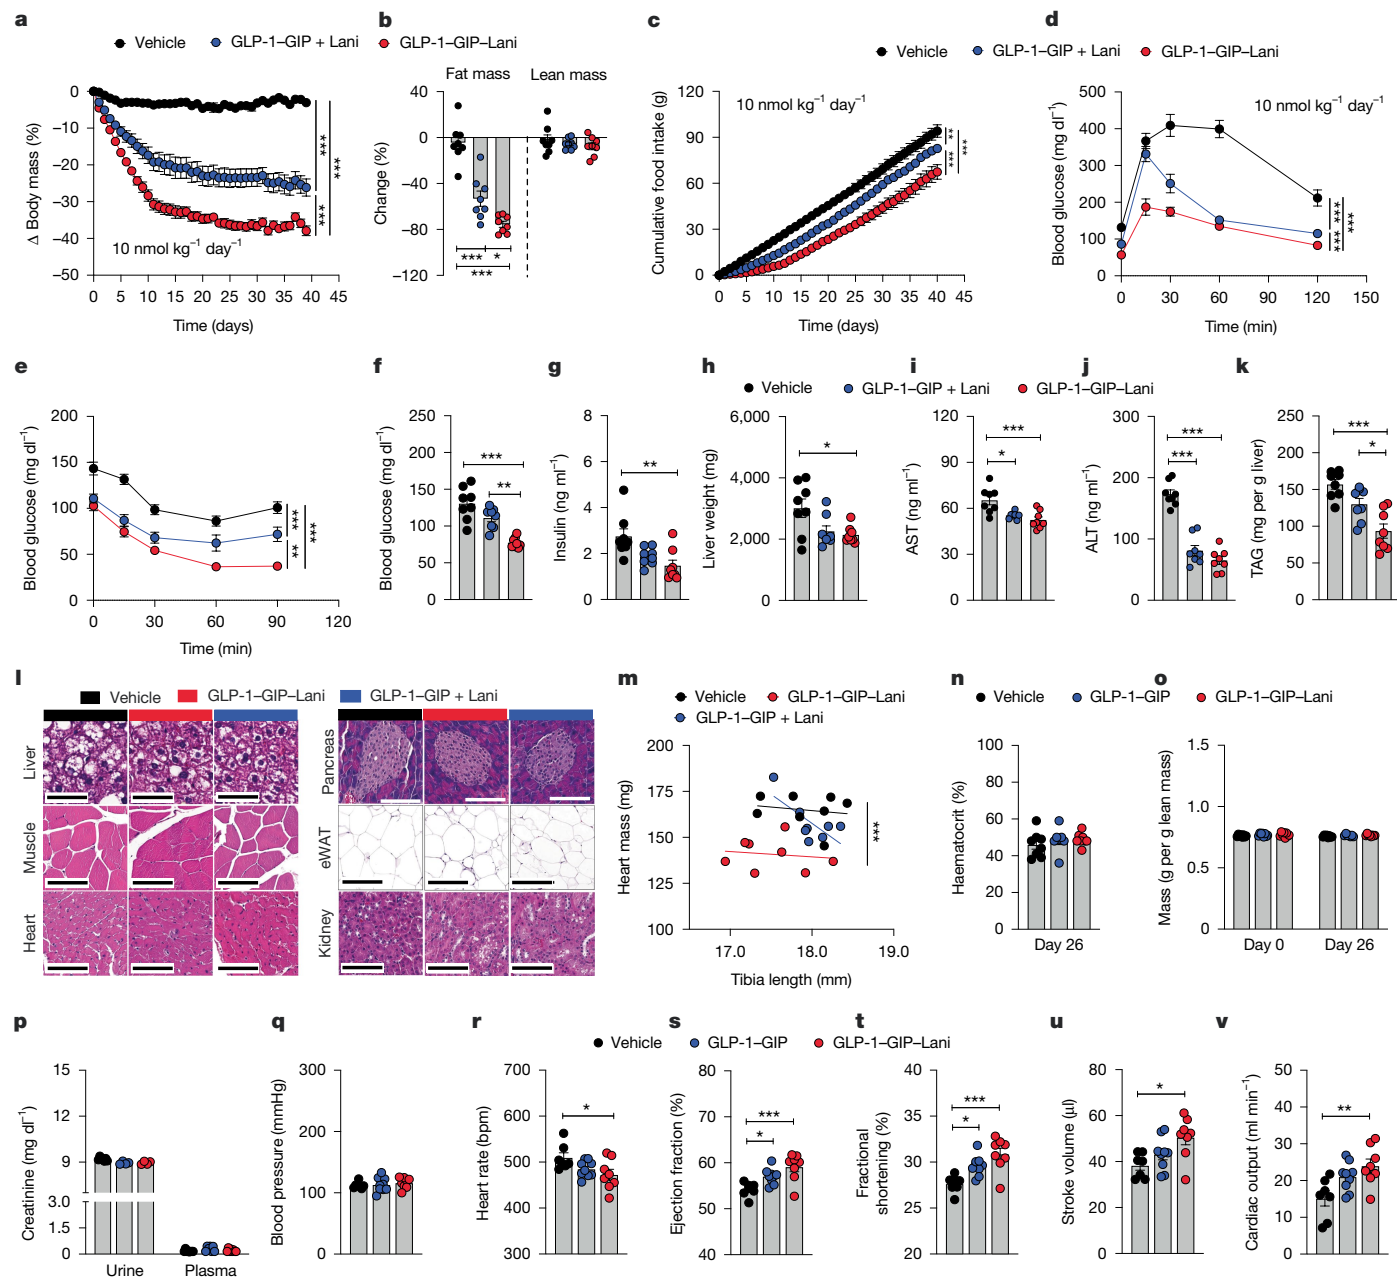 a
b
c
d
Vehicle GLP-1–GIP + Lani GLP-1–GIP–Lani
Vehicle GLP-1–GIP + Lani GLP-1–GIP–Lani
Δ Body mass (%)
0
−10
−20
−30
−40
−50
10 nmol kg⁻¹ day⁻¹
***
***
***
0 5 10 15 20 25 30 35 40 45
Time (days)
Fat mass Lean mass
Change (%)
40
0
−40
−80
−120
*** *
***
Cumulative food intake (g)
120
90
60
30
0
10 nmol kg⁻¹ day⁻¹
**
***
***
0 5 10 15 20 25 30 35 40 45
Time (days)
Blood glucose (mg dl⁻¹)
500
400
300
200
100
0
10 nmol kg⁻¹ day⁻¹
***
***
***
0 30 60 90 120 150
Time (min)
e
f
g
h
i
j
k
Vehicle GLP-1–GIP + Lani GLP-1–GIP–Lani
Blood glucose (mg dl⁻¹)
200
150
100
50
0
***
**
***
0 30 60 90 120
Time (min)
Blood glucose (mg dl⁻¹)
250
200
150
100
50
0
***
**
Insulin (ng ml⁻¹)
8
6
4
2
0
**
Liver weight (mg)
6,000
4,000
2,000
0
*
AST (ng ml⁻¹)
120
90
60
30
0
***
*
ALT (ng ml⁻¹)
300
200
100
0
***
***
TAG (mg per g liver)
250
200
150
100
50
0
***
*
l
Vehicle GLP-1–GIP–Lani GLP-1–GIP + Lani
Liver
Muscle
Heart
Pancreas
eWAT
Kidney
m
Vehicle GLP-1–GIP–Lani
GLP-1–GIP + Lani
Heart mass (mg)
200
175
150
125
100
***
17.0 18.0 19.0
Tibia length (mm)
n
o
Vehicle GLP-1–GIP GLP-1–GIP–Lani
Haematocrit (%)
100
80
60
40
20
0
Day 26
Mass (g per g lean mass)
1.5
1.0
0.5
0
Day 0 Day 26
p
q
r
s
t
u
v
Vehicle GLP-1–GIP GLP-1–GIP–Lani
Creatinine (mg dl⁻¹)
15
12
9
3.0
1.5
0
Urine Plasma
Blood pressure (mmHg)
300
200
100
0
Heart rate (bpm)
700
600
500
400
300
*
Ejection fraction (%)
80
70
60
50
40
***
*
Fractional
shortening (%)
40
35
30
25
20
***
*
Stroke volume (µl)
80
60
40
20
0
*
Cardiac output (ml min⁻¹)
50
40
30
20
10
0
**